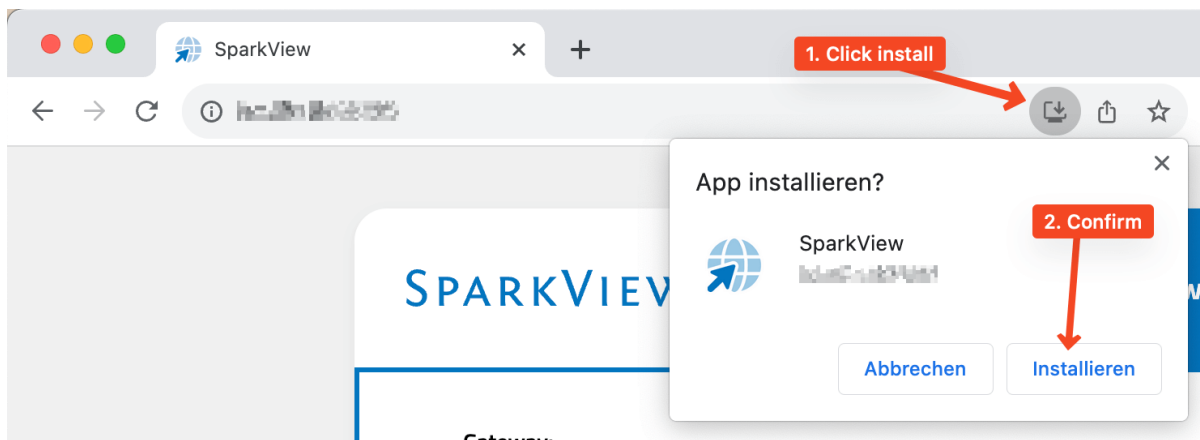 SparkView
1. Click install
App installieren?
SparkView
2. Confirm
SPARKVIEW
Abbrechen
Installieren